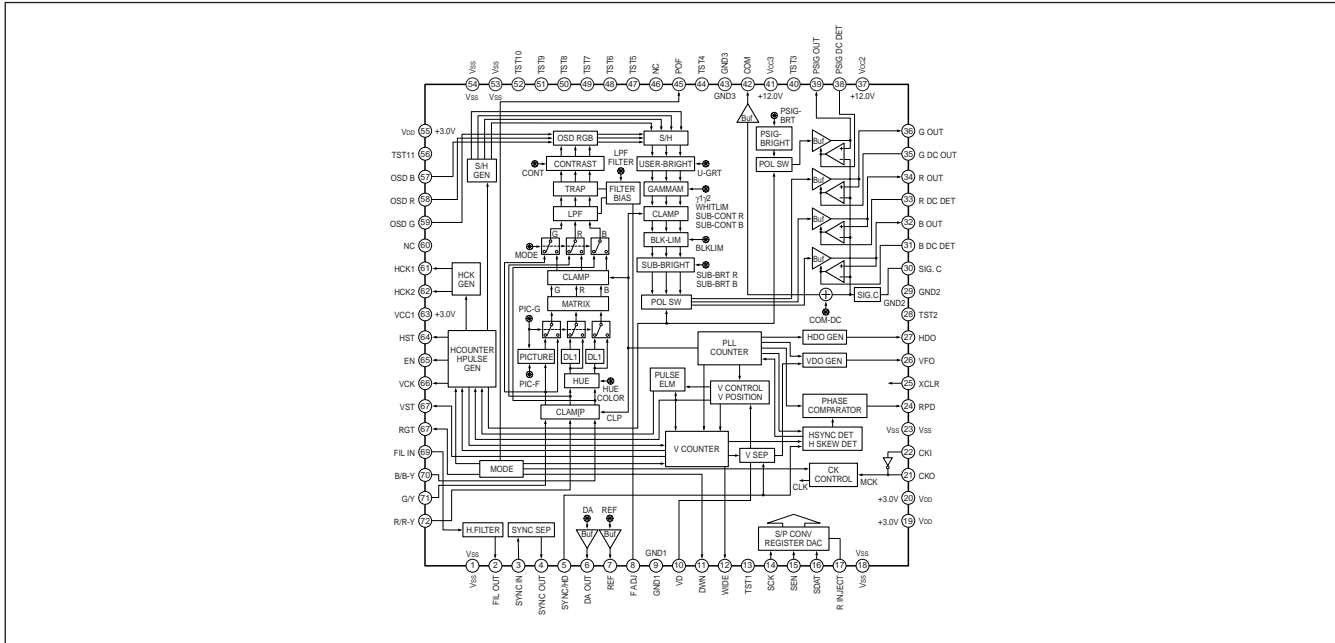 Vss
Vss
TST10
TST9
TST8
TST7
TST6
TST5
NC
POF
TST4
GND3
COM
Vcc3
TST3
PSIG OUT
PSIG DC DET
Vcc2
54 53 52 51 50 49 48 47 46 45 44 43 42 41 40 39 38 37
Vss Vss GND3 +12.0V +12.0V
VDD 55 +3.0V
TST11 56
OSD B 57
OSD R 58
OSD G 59
NC 60
HCK1 61
HCK2 62
VCC1 63 +3.0V
HST 64
EN 65
VCK 66
VST 67
RGT 67
FIL IN 69
B/B-Y 70
G/Y 71
R/R-Y 72
S/H GEN
HCK GEN
HCOUNTER HPULSE GEN
MODE
H.FILTER
SYNC SEP
OSD RGB
CONT
CONTRAST
LPF FILTER
TRAP
FILTER BIAS
LPF
G R B
MODE
CLAMP
G R B
MATRIX
PIC-G
PICTURE
DL1
DL1
PIC-F
HUE
HUE COLOR
CLAM[P
CLP
S/H
USER-BRIGHT
U-GRT
GAMMAM
γ1γ2
WHITLIM
SUB-CONT R
SUB-CONT B
CLAMP
BLK-LIM
BLKLIM
SUB-BRIGHT
SUB-BRT R
SUB-BRT B
POL SW
Buf
PSIG-BRT
PSIG-BRIGHT
POL SW
Buf
Buf
Buf
Buf
SIG.C
GND2
COM-DC
PLL COUNTER
HDO GEN
VDO GEN
PULSE ELM
V CONTROL
V POSITION
PHASE COMPARATOR
HSYNC DET
H SKEW DET
V COUNTER
V SEP
CK CONTROL
MCK
CLK
DA
REF
Buf
Buf
S/P CONV
REGISTER DAC
36 G OUT
35 G DC OUT
34 R OUT
33 R DC DET
32 B OUT
31 B DC DET
30 SIG. C
29 GND2
28 TST2
27 HDO
26 VFO
25 XCLR
24 RPD
Vss 23 Vss
22 CKI
21 CKO
+3.0V 20 VDD
+3.0V 19 VDD
GND1
Vss
1 2 3 4 5 6 7 8 9 10 11 12 13 14 15 16 17 18
Vss
FIL OUT
SYNC IN
SYNC OUT
SYNC/HD
DA OUT
REF
F ADJ
GND1
VD
DWN
WIDE
TST1
SCK
SEN
SDAT
R INJECT
Vss